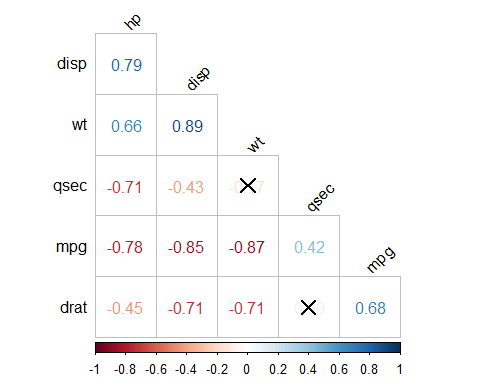 hp
disp 0.79 disp
wt 0.66 0.89 wt
qsec -0.71 -0.43 qsec
mpg -0.78 -0.85 -0.87 0.42 mpg
drat -0.45 -0.71 -0.71 0.68
-1 -0.8 -0.6 -0.4 -0.2 0 0.2 0.4 0.6 0.8 1